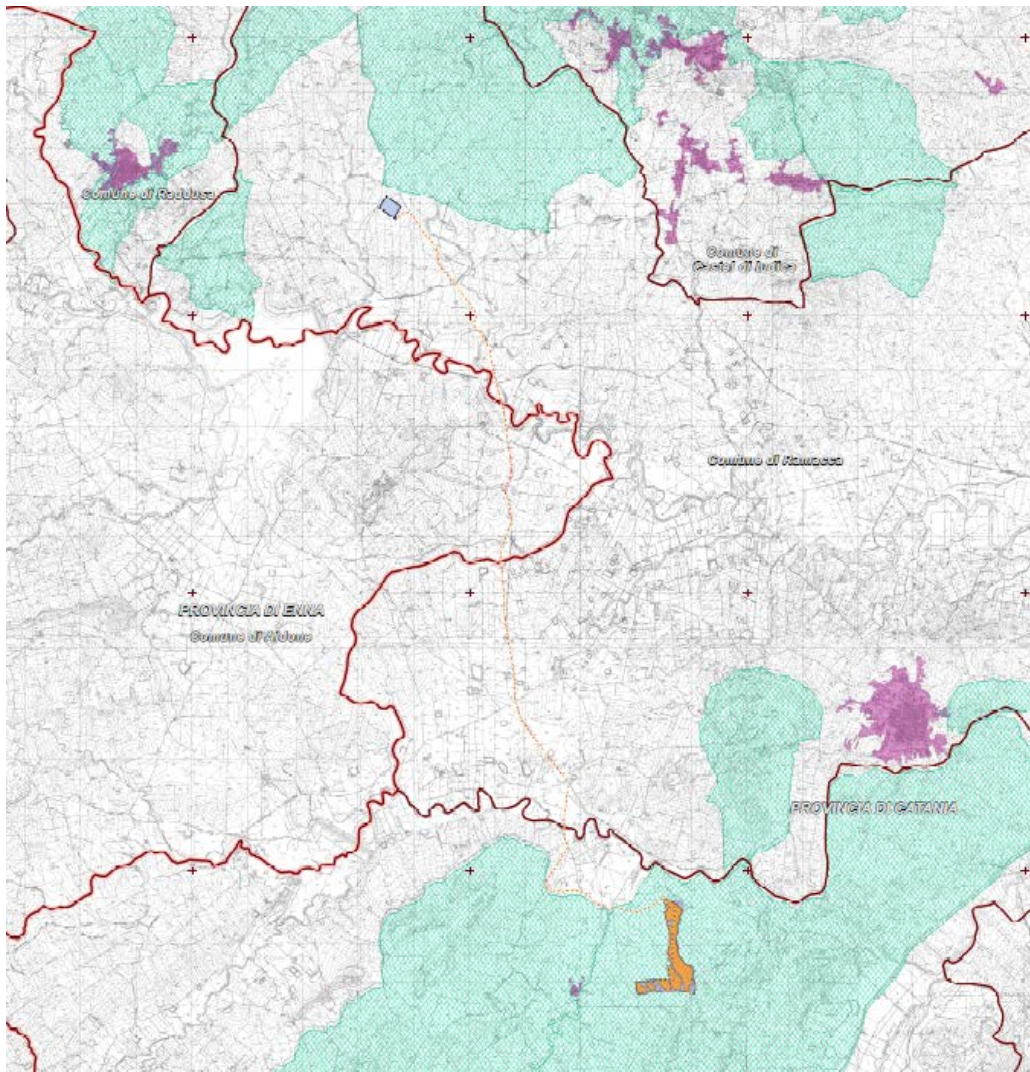 Comune di Raddusa
Comune di
Castel di Iudica
Comune di Ramacca
PROVINCIA DI ENNA
Comune di Aidone
PROVINCIA DI CATANIA